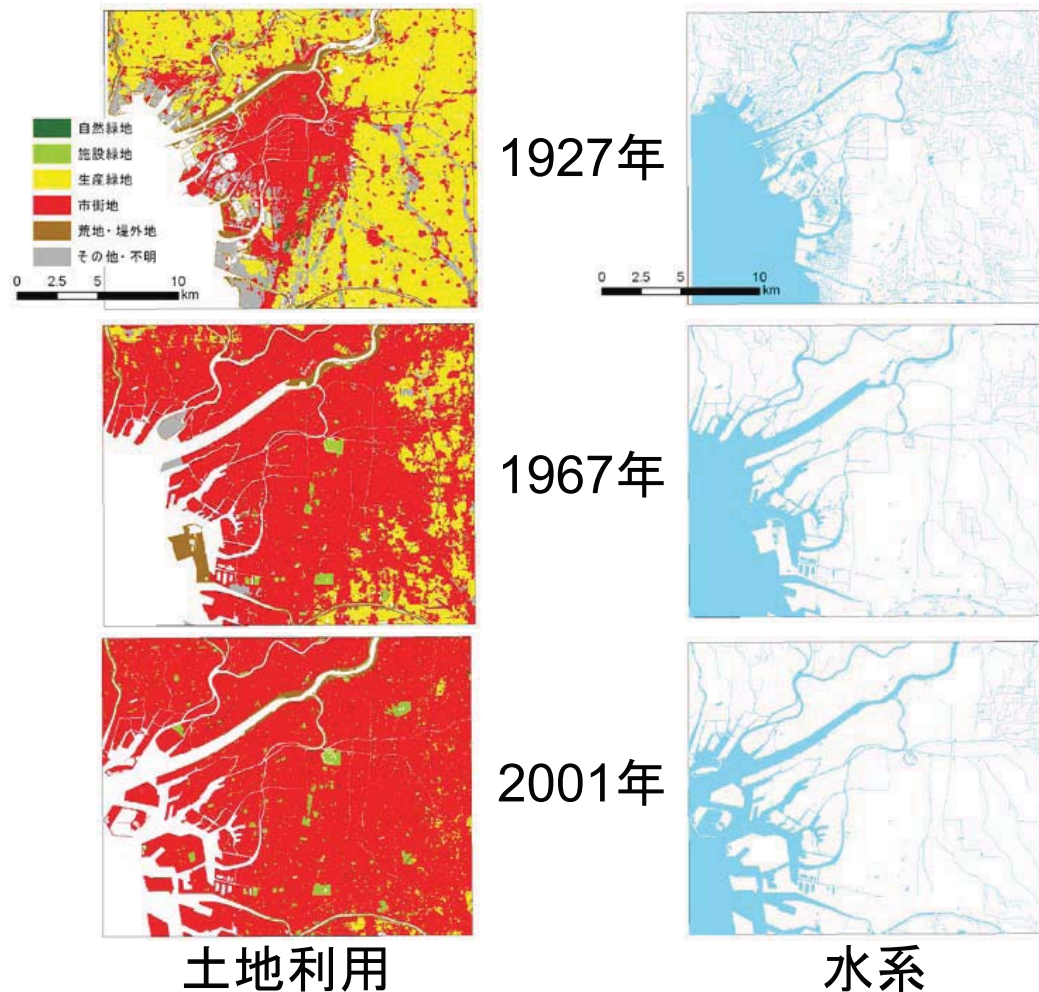 自然緑地
施設緑地
生産緑地
市街地
荒地・堤外地
その他・不明
0 2.5 5 10
km
1927年
0 2.5 5 10
km
1967年
2001年
土地利用
水系